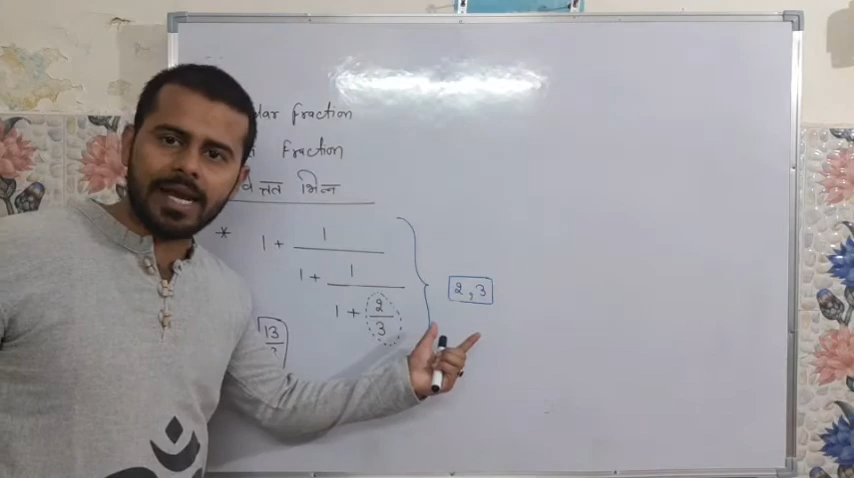 Fraction
Fraction
भिन्न
* 1 + 1
1 + 1
1 + 2
3
2, 3
13